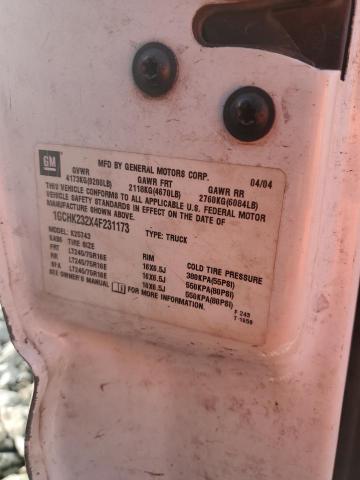 GM
MFD BY GENERAL MOTORS CORP. 04/04
GVWR GAWR FRT GAWR RR
4173KG(9200LB) 2118KG(4670LB) 2760KG(6084LB)
THIS VEHICLE CONFORMS TO ALL APPLICABLE U.S. FEDERAL MOTOR
VEHICLE SAFETY STANDARDS IN EFFECT ON THE DATE OF
MANUFACTURE SHOWN ABOVE.
1GCHK232X4F231173 TYPE: TRUCK
MODEL: K25743
TIRE SIZE RIM COLD TIRE PRESSURE
FRT LT245/75R16E 16X6.5J 380KPA(55PSI)
RR LT245/75R16E 16X6.5J 550KPA(80PSI)
SPA LT245/75R16E 16X6.5J 550KPA(80PSI)
SEE OWNER'S MANUAL FOR MORE INFORMATION.
F 243